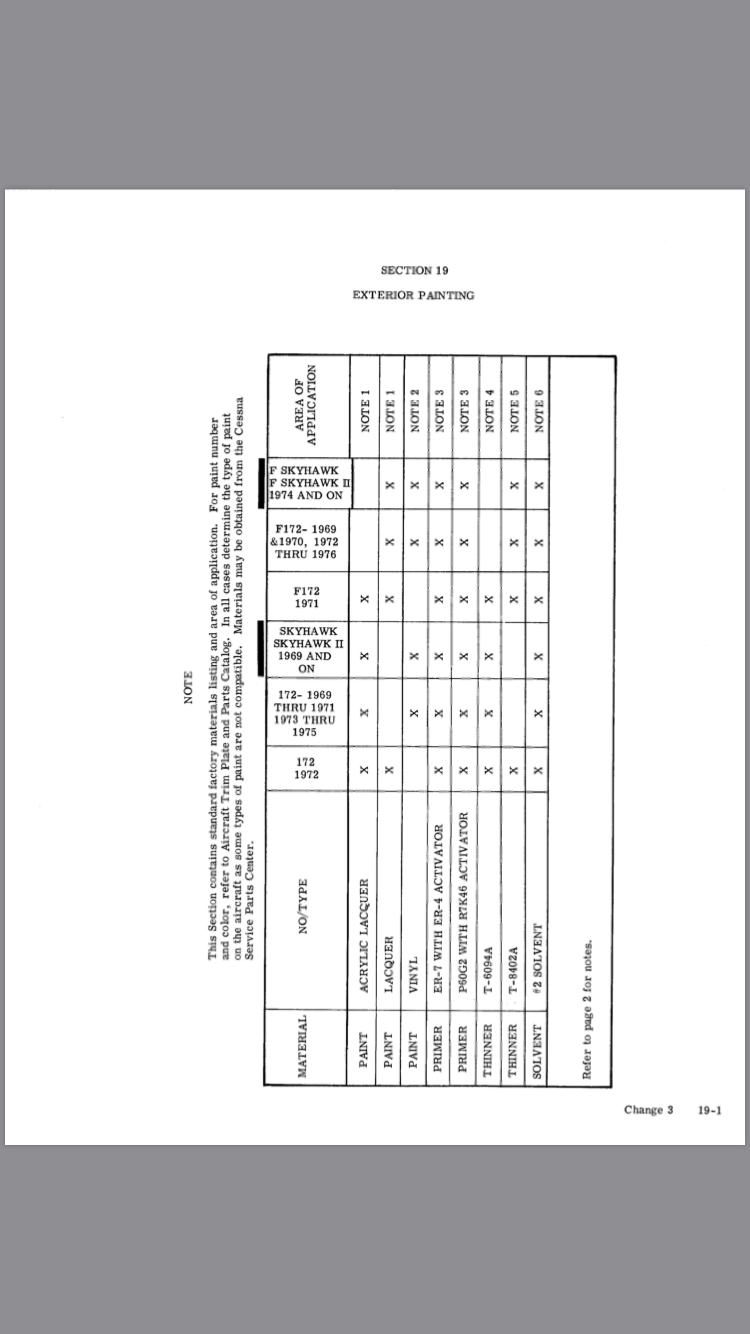 SECTION 19
EXTERIOR PAINTING
NOTE
This Section contains standard factory materials listing and area of application. For paint number
and color, refer to Aircraft Trim Plate and Parts Catalog. In all cases determine the type of paint
on the aircraft as some types of paint are not compatible. Materials may be obtained from the Cessna
Service Parts Center.
MATERIAL NO/TYPE 172 1972 172- 1969 THRU 1971 1973 THRU 1975 SKYHAWK SKYHAWK II 1969 AND ON F172 1971 F172- 1969 &1970, 1972 THRU 1976 F SKYHAWK F SKYHAWK II 1974 AND ON AREA OF APPLICATION
PAINT ACRYLIC LACQUER X X X X NOTE 1
PAINT LACQUER X X X X NOTE 1
PAINT VINYL X X X X NOTE 2
PRIMER ER-7 WITH ER-4 ACTIVATOR X X X X X X NOTE 3
PRIMER P60G2 WITH R7K46 ACTIVATOR X X X X X X NOTE 3
THINNER T-6094A X X X X NOTE 4
THINNER T-8402A X X X X NOTE 5
SOLVENT #2 SOLVENT X X X X X X NOTE 6
Refer to page 2 for notes.
Change 3 19-1